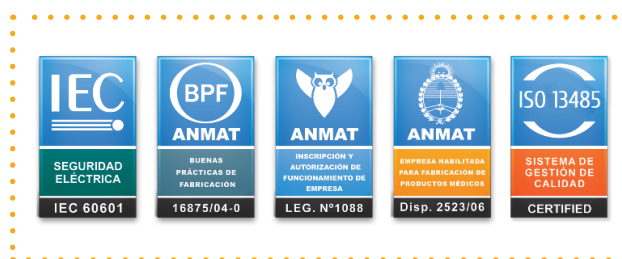 IEC
SEGURIDAD
ELÉCTRICA
IEC 60601
BPF
ANMAT
BUENAS
PRÁCTICAS DE
FABRICACIÓN
16875/04-0
ANMAT
INSCRIPCIÓN Y
AUTORIZACIÓN DE
FUNCIONAMIENTO DE
EMPRESA
LEG. Nº1088
ANMAT
EMPRESA HABILITADA
PARA FABRICACIÓN DE
PRODUCTOS MÉDICOS
Disp. 2523/06
ISO 13485
SISTEMA DE
GESTIÓN DE
CALIDAD
CERTIFIED